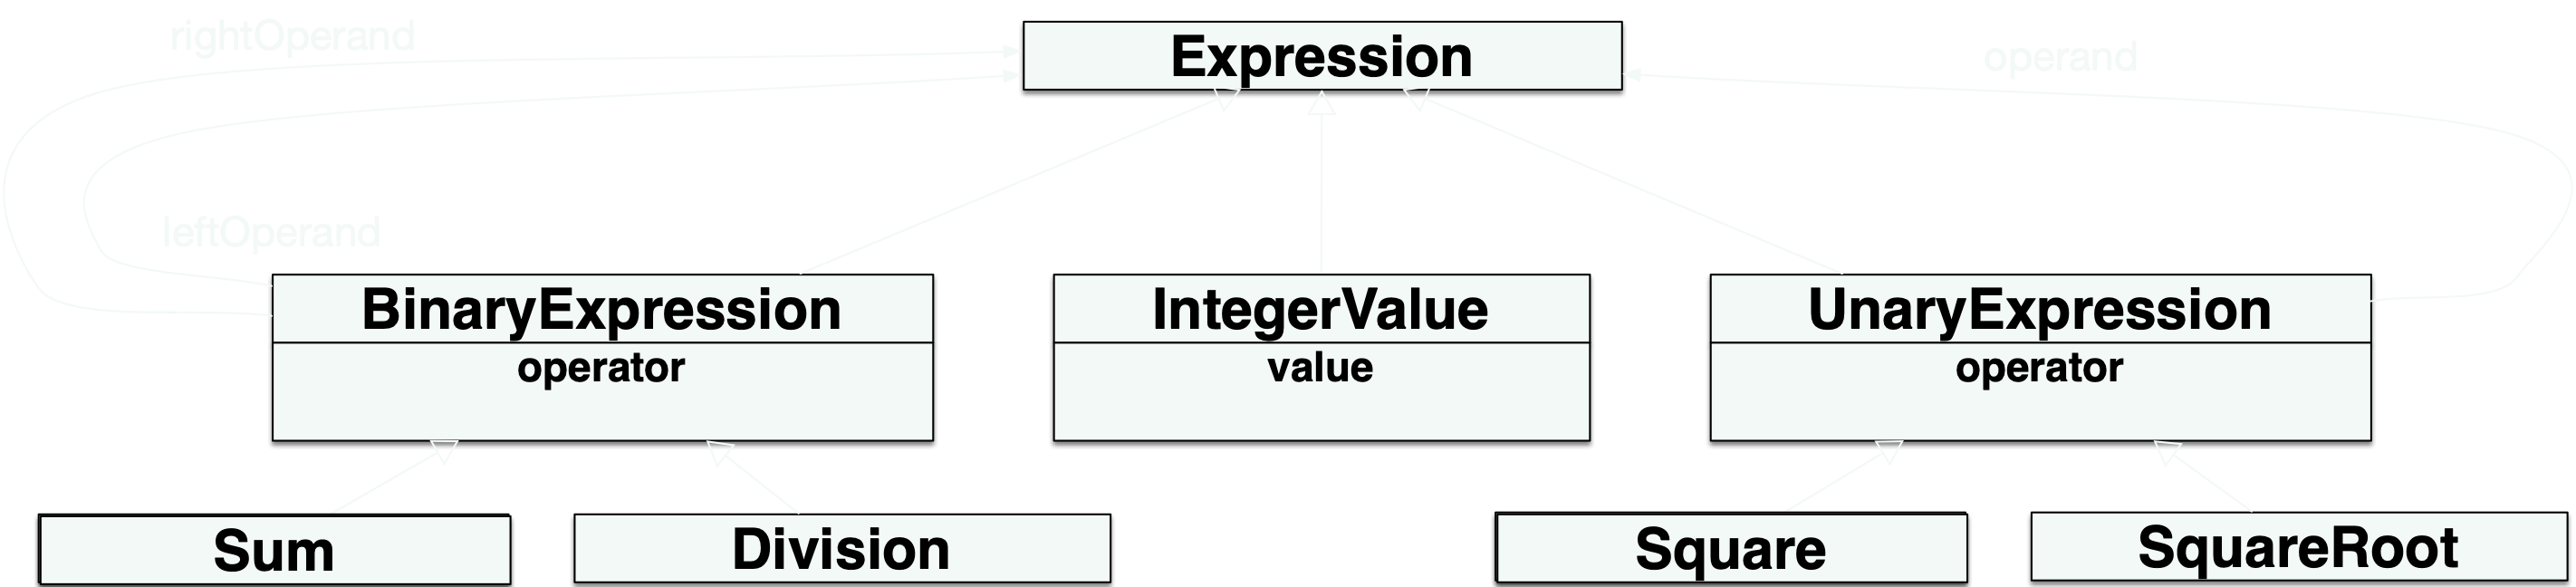 rightOperand
Expression
operand
leftOperand
BinaryExpression
operator
IntegerValue
value
UnaryExpression
operator
Sum
Division
Square
SquareRoot